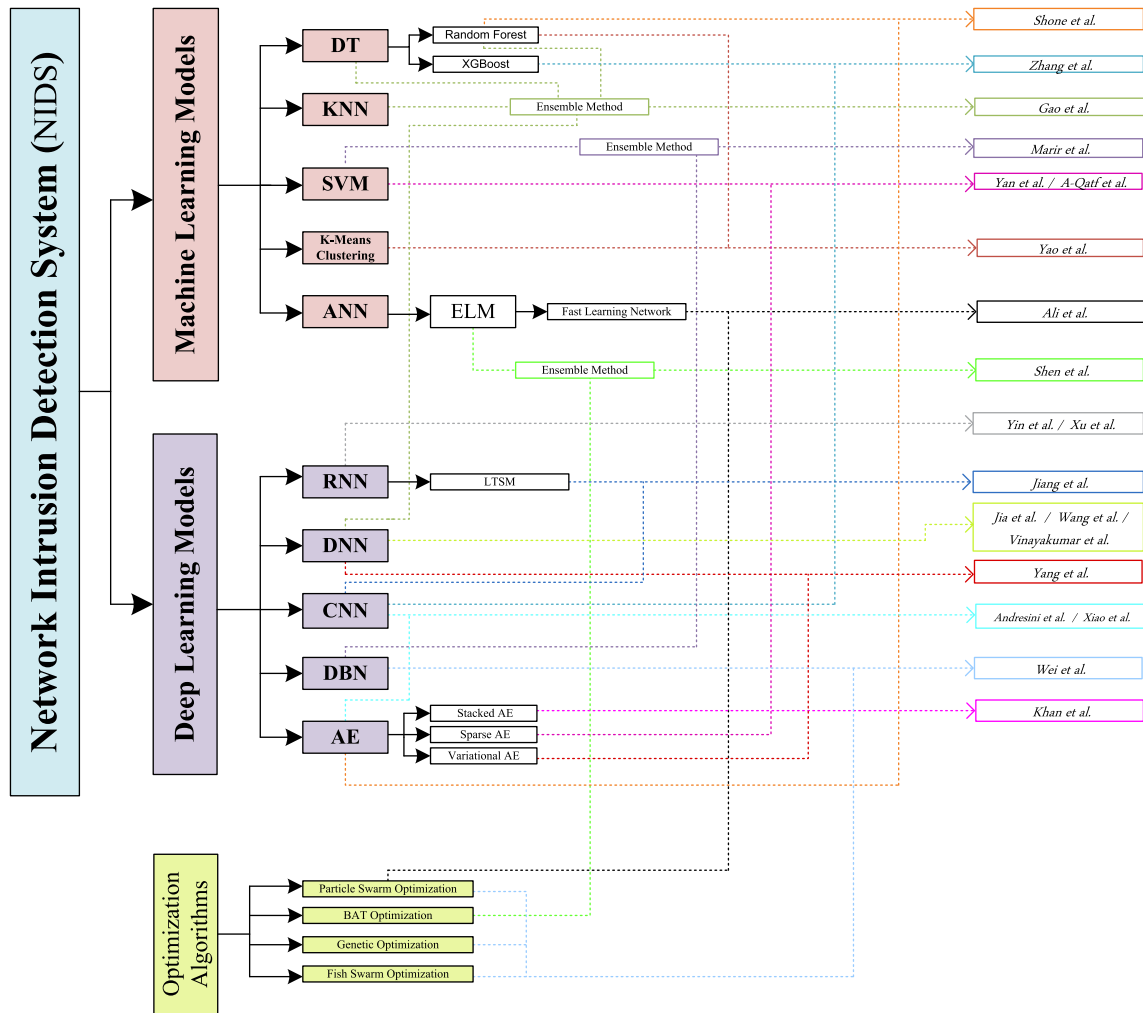 Network Intrusion Detection System (NIDS)
Machine Learning Models
DT
Random Forest
XGBoost
KNN
Ensemble Method
Ensemble Method
SVM
K-Means
Clustering
ANN
ELM
Fast Learning Network
Ensemble Method
Deep Learning Models
RNN
LTSM
DNN
CNN
DBN
AE
Stacked AE
Sparse AE
Variational AE
Optimization
Algorithms
Particle Swarm Optimization
BAT Optimization
Genetic Optimization
Fish Swarm Optimization
Shone et al.
Zhang et al.
Gao et al.
Marir et al.
Yan et al. / A-Qatf et al.
Yao et al.
Ali et al.
Shen et al.
Yin et al. / Xu et al.
Jiang et al.
Jia et al. / Wang et al. /
Vinayakumar et al.
Yang et al.
Andresini et al. / Xiao et al.
Wei et al.
Khan et al.